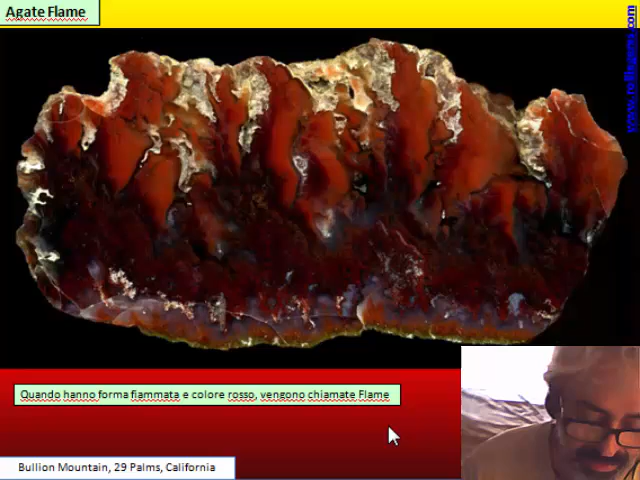 Agate Flame
Quando hanno forma fiammata e colore rosso, vengono chiamate Flame
Bullion Mountain, 29 Palms, California